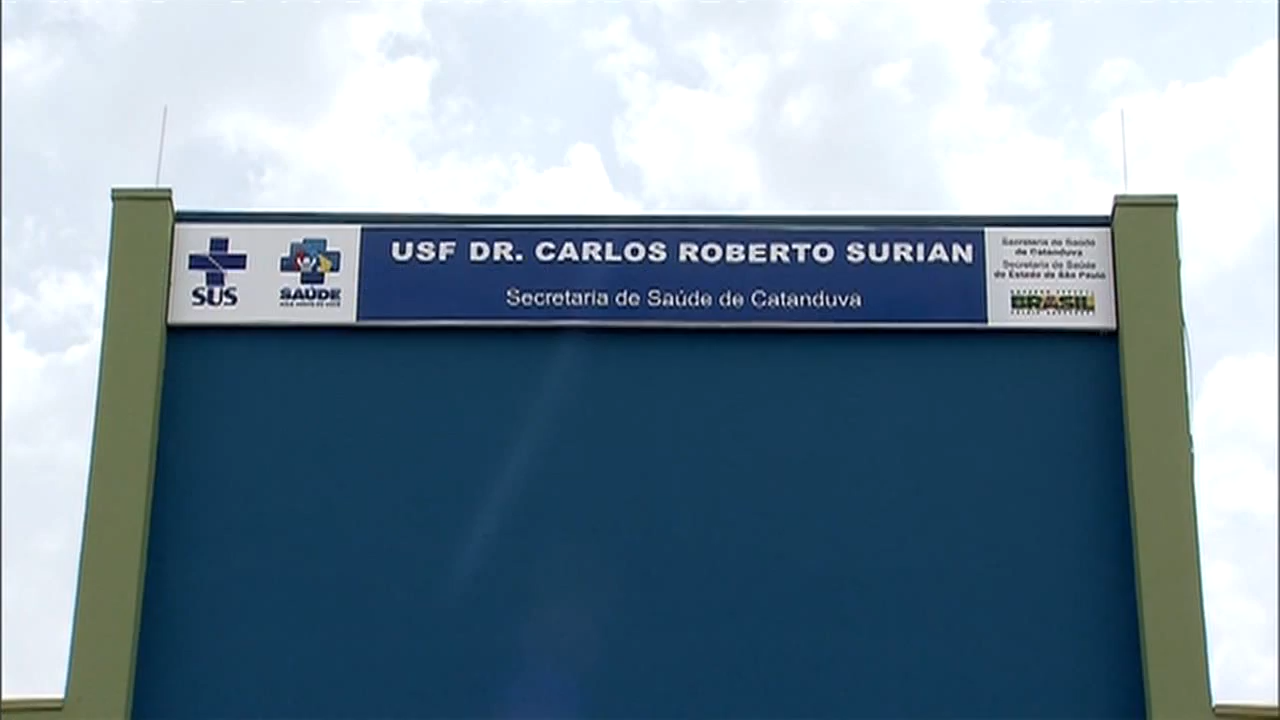 SUS
SAÚDE
USF DR. CARLOS ROBERTO SURIAN
Secretaria de Saúde de Catanduva
Secretaria de Saúde
de Catanduva
Secretaria de Saúde
do Estado de São Paulo
BRASIL